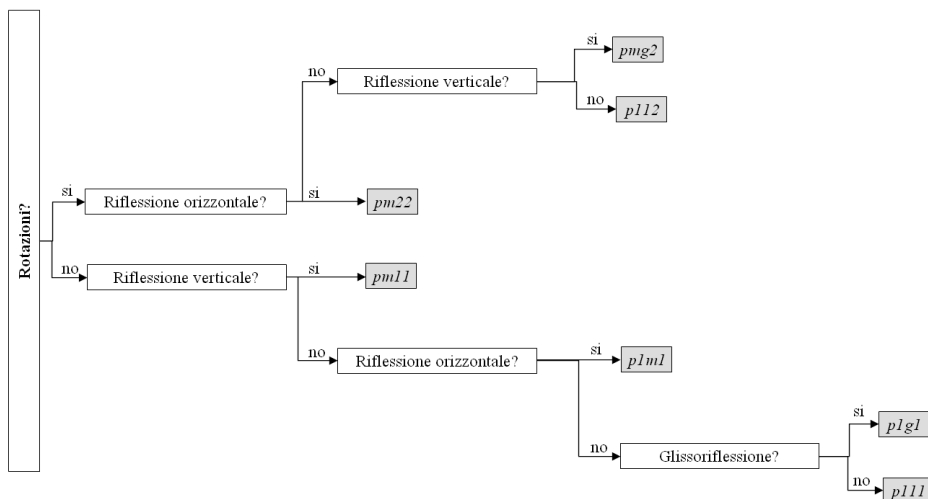 si
pmg2
no
Riflessione verticale?
no
p112
si
Riflessione orizzontale?
si
pm22
Rotazioni?
no
Riflessione verticale?
si
pm11
no
Riflessione orizzontale?
si
p1m1
si
p1g1
no
Glissoriflessione?
no
p111